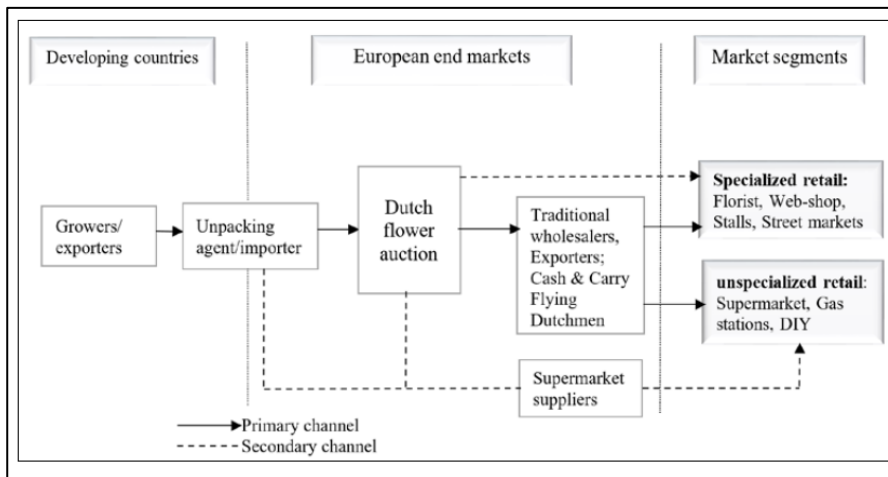 Developing countries
European end markets
Market segments
Growers/
exporters
Unpacking
agent/importer
Dutch
flower
auction
Traditional
wholesalers,
Exporters;
Cash & Carry
Flying
Dutchmen
Specialized retail:
Florist, Web-shop,
Stalls, Street markets
unspecialized retail:
Supermarket, Gas
stations, DIY
Supermarket
suppliers
Primary channel
Secondary channel